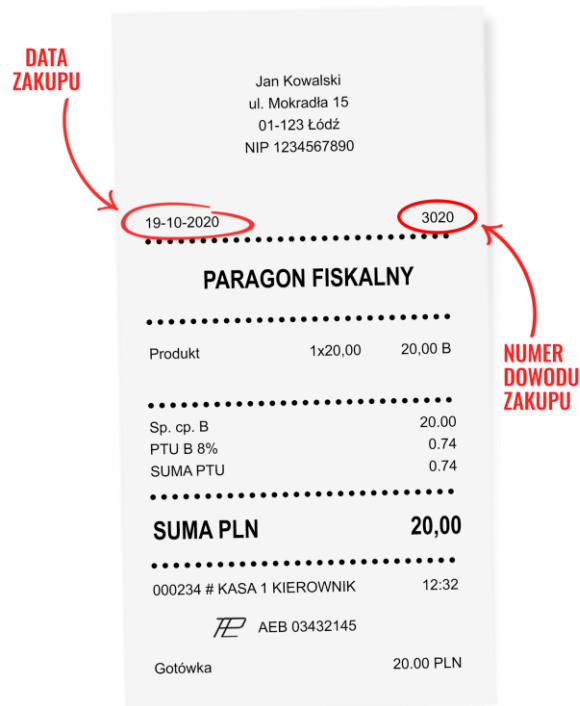 DATA
ZAKUPU
Jan Kowalski
ul. Mokradła 15
01-123 Łódź
NIP 1234567890
19-10-2020 3020
PARAGON FISKALNY
Produkt 1x20,00 20,00 B
NUMER
DOWODU
ZAKUPU
Sp. cp. B 20.00
PTU B 8% 0.74
SUMA PTU 0.74
SUMA PLN 20,00
000234 # KASA 1 KIEROWNIK 12:32
AEB 03432145
Gotówka 20.00 PLN